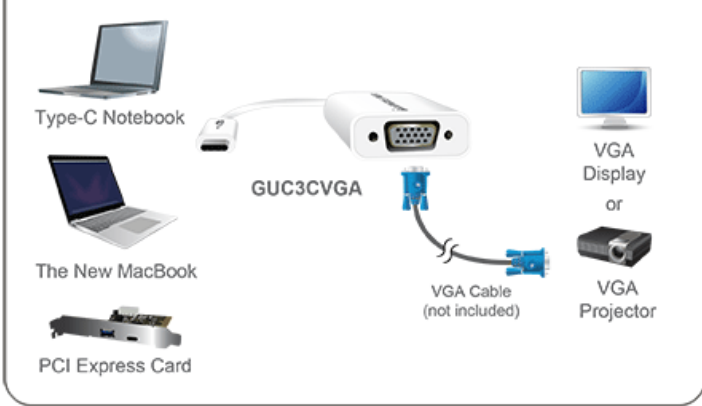 Type-C Notebook
The New MacBook
PCI Express Card
GUC3CVGA
VGA Cable
(not included)
VGA
Display
or
VGA
Projector